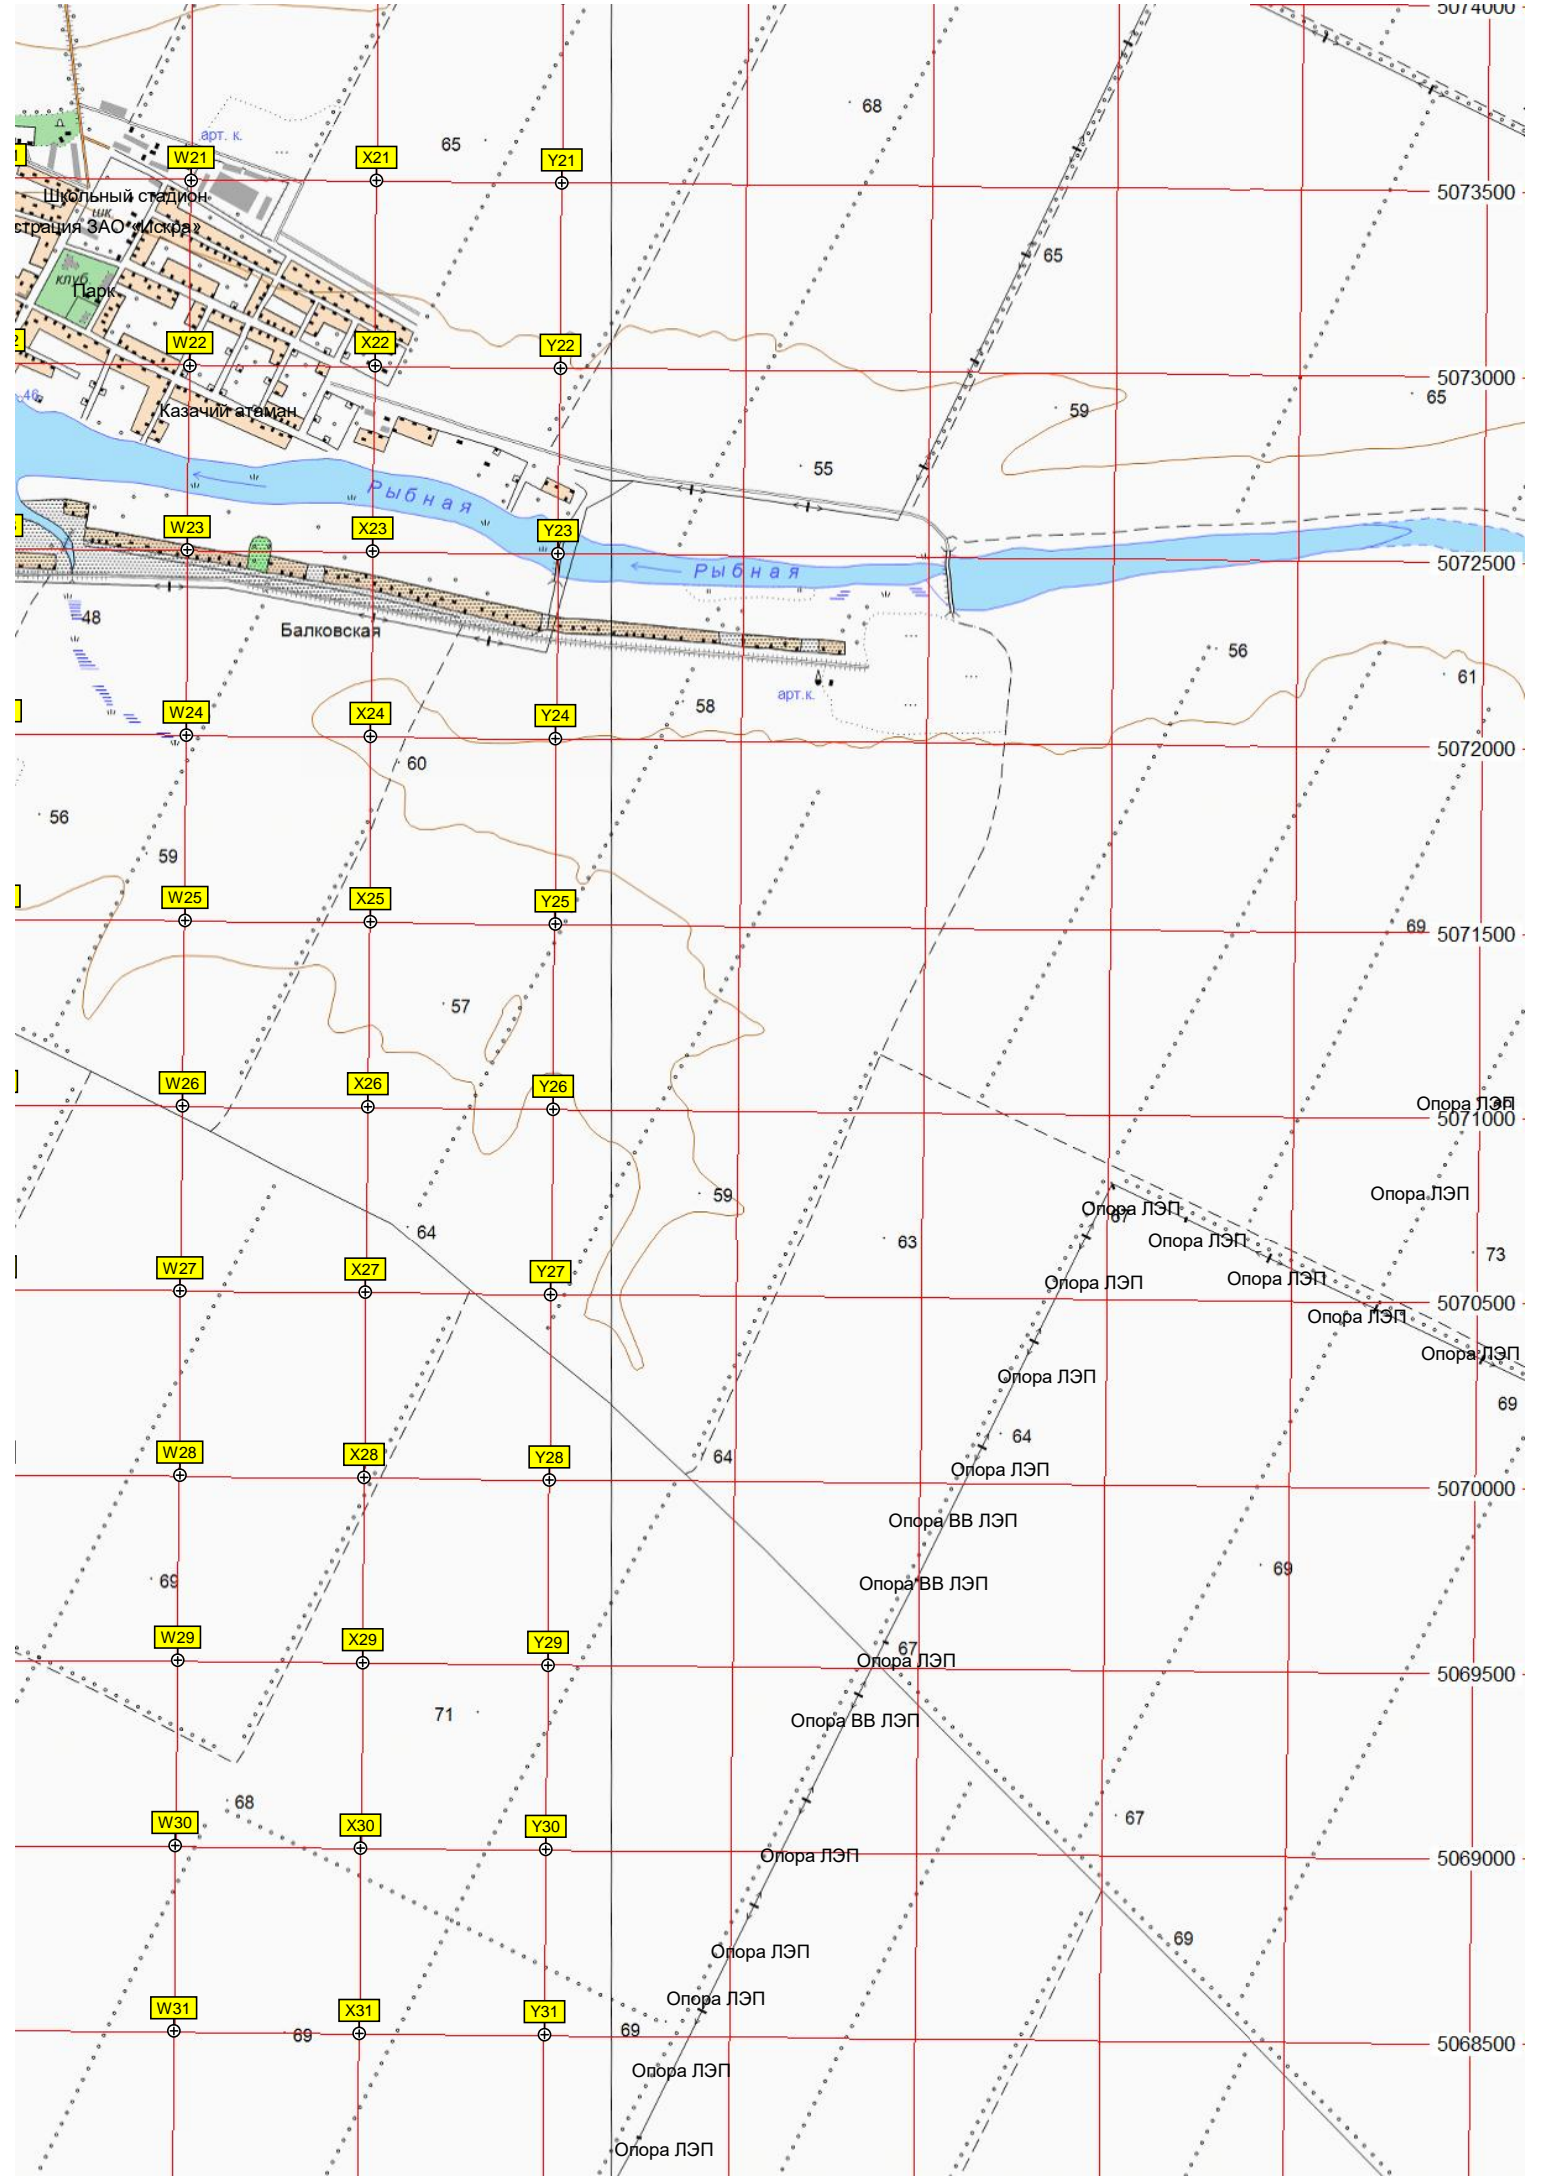 5074000
68
арт. к.
65
W21
X21
Y21
5073500
Школьный стадион
шк.
страция ЗАО «Искра»
65
клуб
Парк
W22
X22
Y22
5073000
46
59
65
Казачий атаман
55
Рыбная
W23
X23
Y23
5072500
Рыбная
48
Балковская
56
61
арт.к.
58
W24
X24
Y24
5072000
60
56
59
W25
X25
Y25
69
5071500
57
W26
X26
Y26
Опора ЛЭП
5071000
59
Опора ЛЭП
Опора ЛЭП
67
64
63
Опора ЛЭП
73
W27
X27
Y27
Опора ЛЭП
Опора ЛЭП
5070500
Опора ЛЭП
Опора ЛЭП
Опора ЛЭП
69
64
W28
X28
Y28
64
Опора ЛЭП
5070000
Опора ВВ ЛЭП
69
69
Опора ВВ ЛЭП
W29
X29
Y29
67
Опора ЛЭП
5069500
71
Опора ВВ ЛЭП
68
67
W30
X30
Y30
Опора ЛЭП
5069000
69
Опора ЛЭП
Опора ЛЭП
W31
X31
Y31
69
69
5068500
Опора ЛЭП
Опора ЛЭП